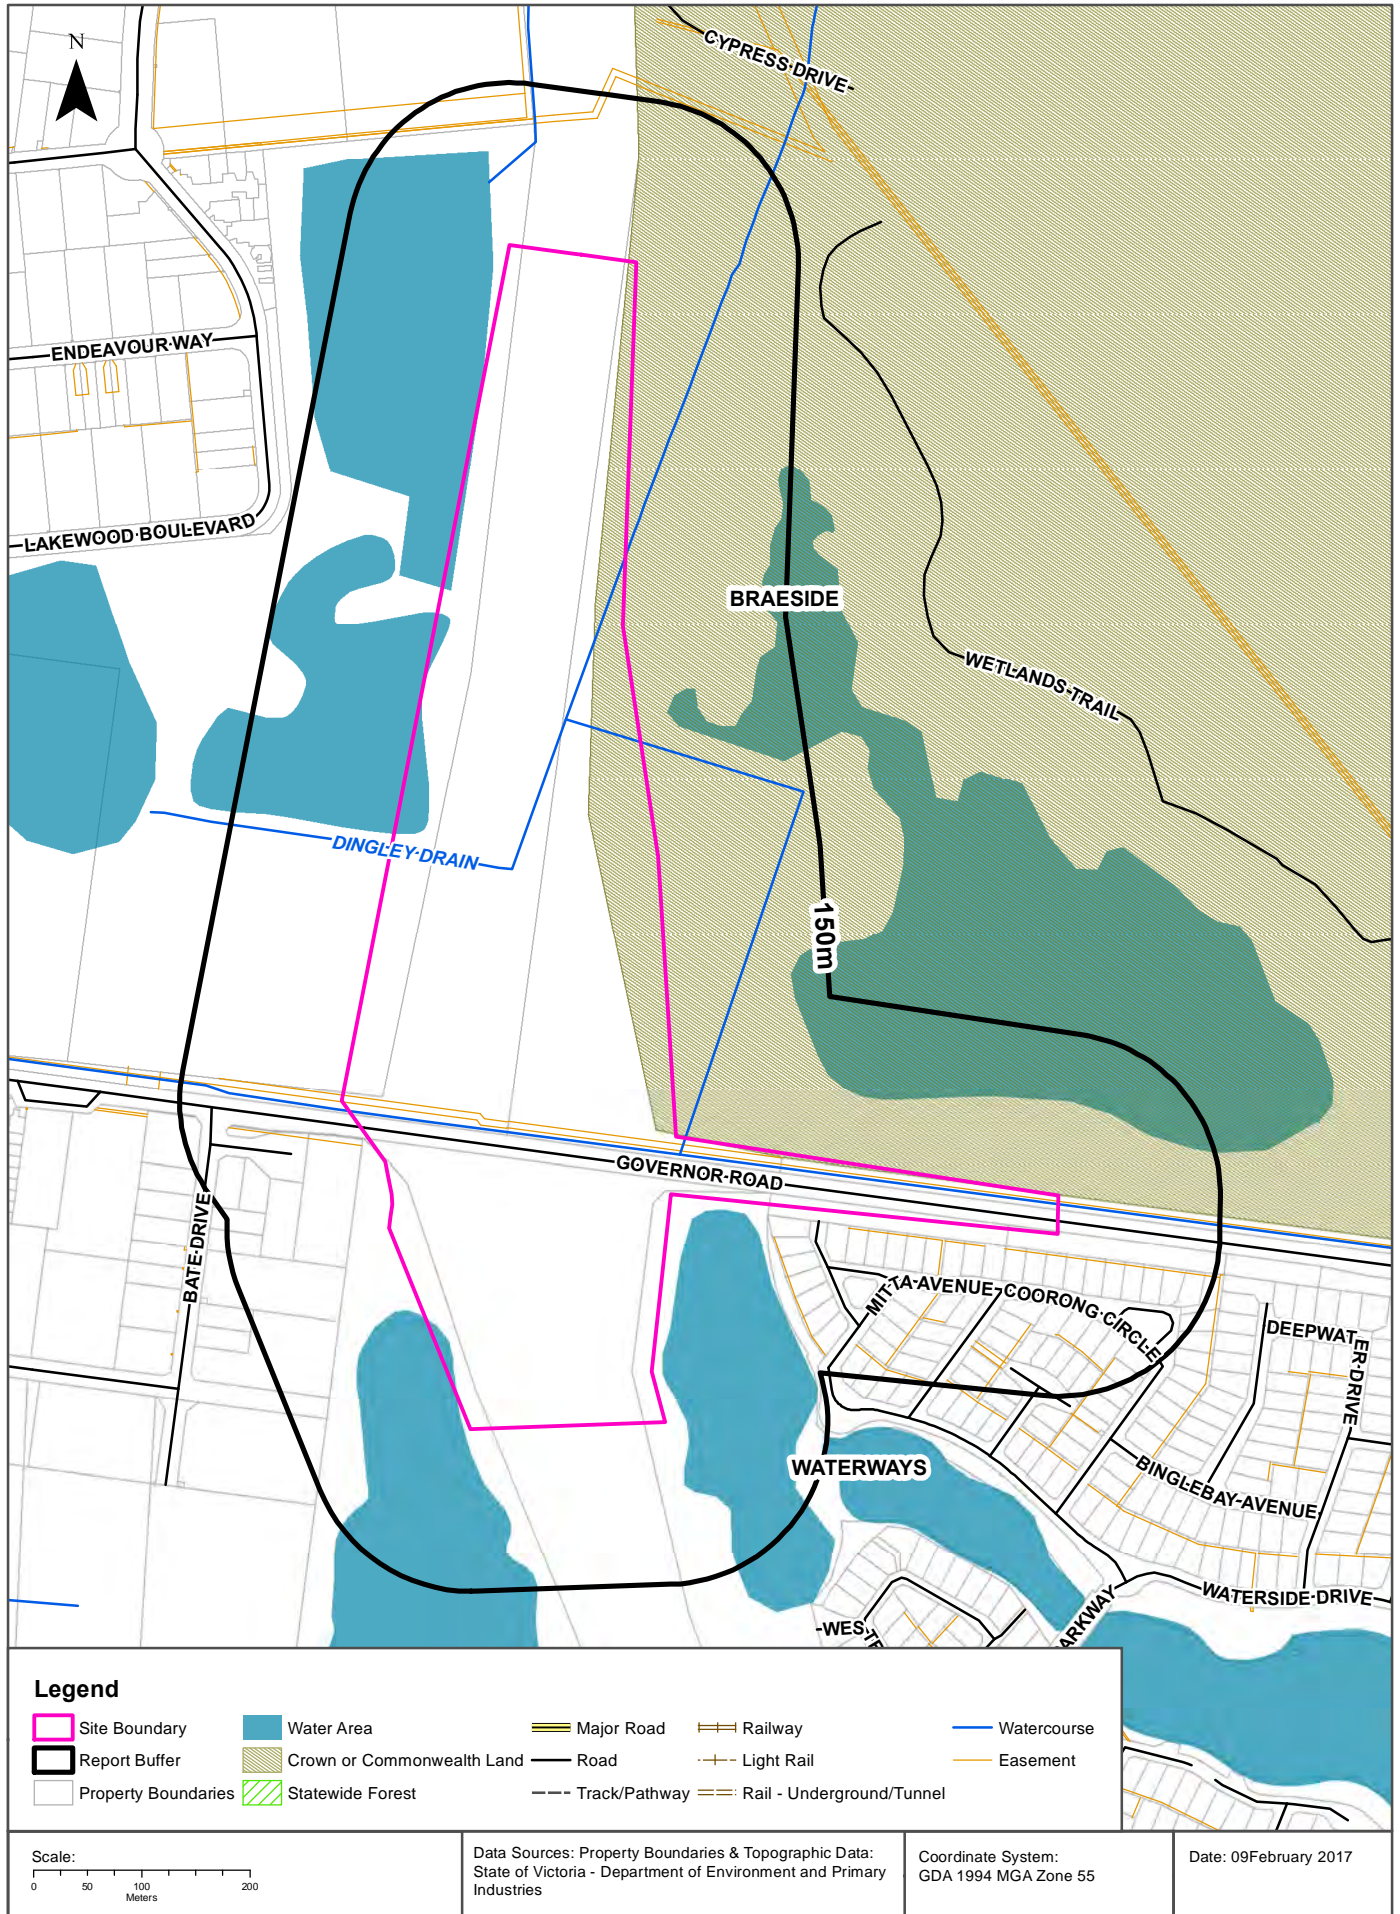 N
CYPRESS DRIVE
ENDEAVOUR WAY
LAKEWOOD BOULEVARD
BRAESIDE
WETLANDS TRAIL
DINGLEY DRAIN
150m
GOVERNOR ROAD
BATE DRIVE
MITTA AVENUE
COORONG CIRCLE
DEEPWATER DRIVE
WATERWAYS
BINGLEBAY AVENUE
WATERSIDE DRIVE
ARKWAY
Legend
Site Boundary
Water Area
Major Road
Railway
Watercourse
Report Buffer
Crown or Commonwealth Land
Road
Light Rail
Easement
Property Boundaries
Statewide Forest
Track/Pathway
Rail - Underground/Tunnel
Scale:
0 50 100 200
Meters
Data Sources: Property Boundaries & Topographic Data:
State of Victoria - Department of Environment and Primary
Industries
Coordinate System:
GDA 1994 MGA Zone 55
Date: 09February 2017